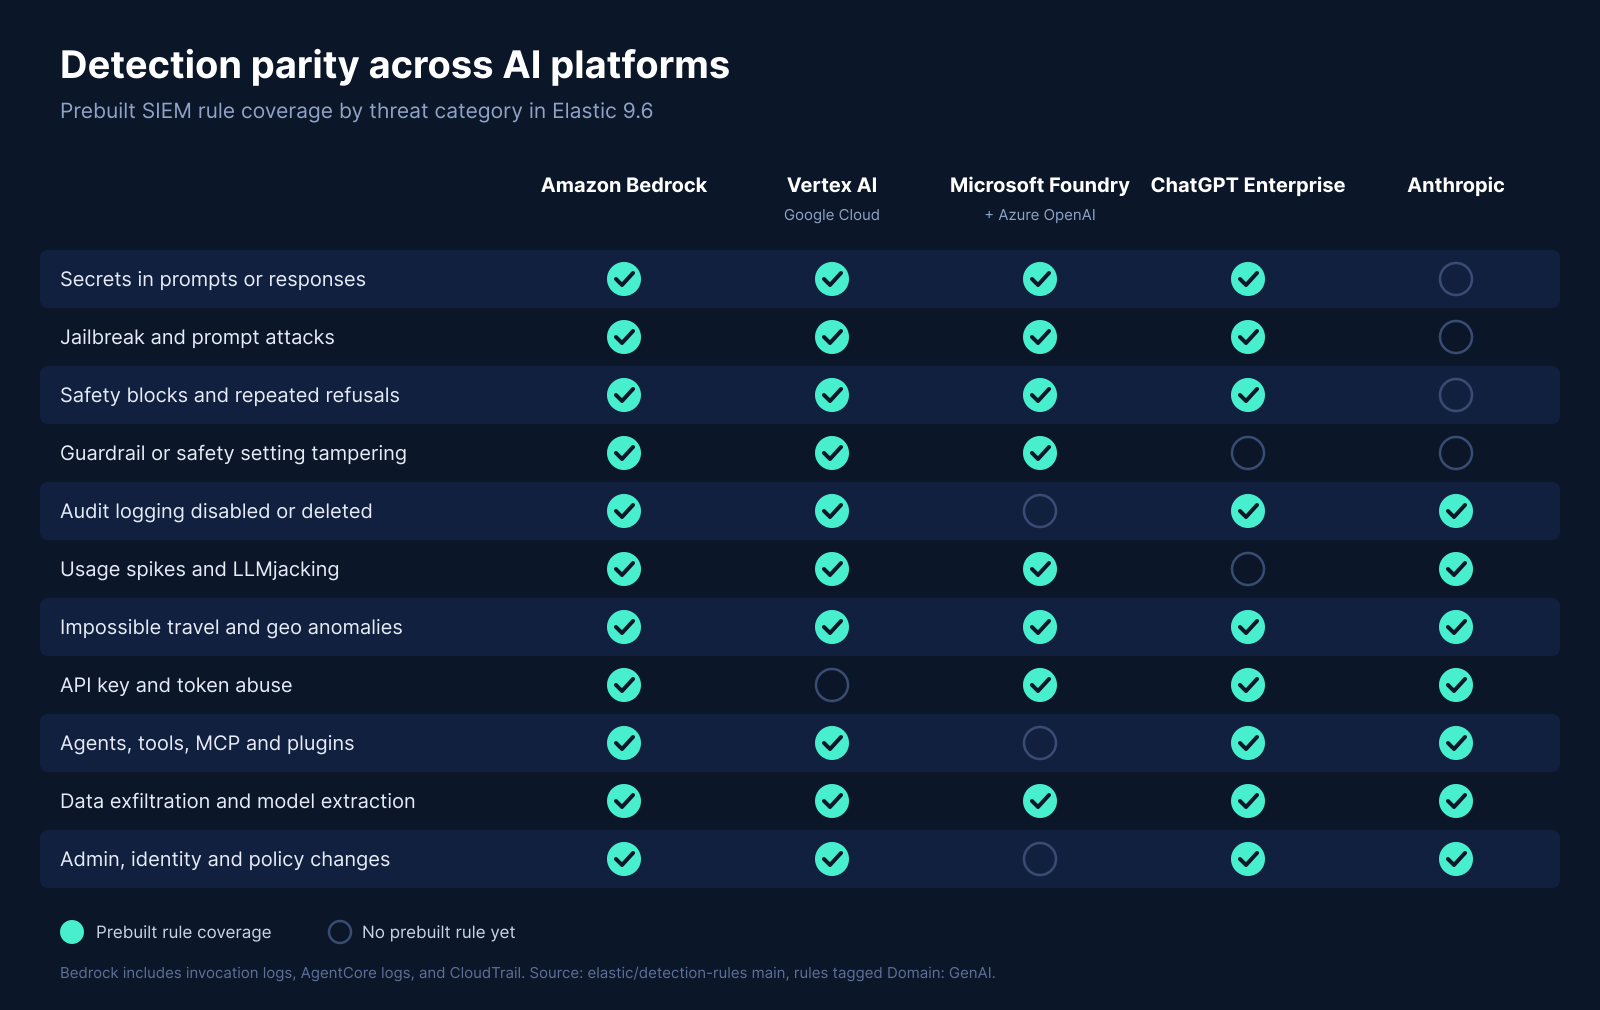 Detection parity across AI platforms
Prebuilt SIEM rule coverage by threat category in Elastic 9.6
Amazon Bedrock Vertex AI Microsoft Foundry ChatGPT Enterprise Anthropic
Google Cloud + Azure OpenAI
Secrets in prompts or responses
Jailbreak and prompt attacks
Safety blocks and repeated refusals
Guardrail or safety setting tampering
Audit logging disabled or deleted
Usage spikes and LLMjacking
Impossible travel and geo anomalies
API key and token abuse
Agents, tools, MCP and plugins
Data exfiltration and model extraction
Admin, identity and policy changes
Prebuilt rule coverage No prebuilt rule yet
Bedrock includes invocation logs, AgentCore logs, and CloudTrail. Source: elastic/detection-rules main, rules tagged Domain: GenAI.